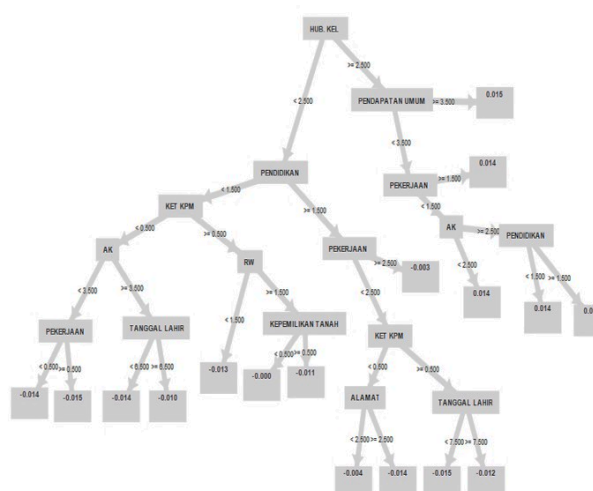 HUB. KEL
>= 2.500
< 2.500
PENDAPATAN UMUM
>= 3.500
0.015
< 3.500
PENDIDIKAN
PEKERJAAN
>= 1.500
0.014
< 1.500
< 1.500
>= 1.500
KET KPM
AK
>= 2.500
PENDIDIKAN
< 0.500
>= 0.500
< 2.500
AK
RW
PEKERJAAN
>= 2.500
-0.003
< 1.500
>= 1.500
0.014
0.014
< 3.500
>= 3.500
< 1.500
>= 1.500
< 2.500
PEKERJAAN
TANGGAL LAHIR
KEPEMILIKAN TANAH
KET KPM
< 0.500
>= 0.500
>= 6.500
< 0.500
>= 0.500
-0.014
-0.015
-0.014
-0.010
-0.013
-0.000
-0.011
< 0.500
>= 0.500
ALAMAT
TANGGAL LAHIR
< 2.500
>= 2.500
< 7.500
>= 7.500
-0.004
-0.014
-0.015
-0.012